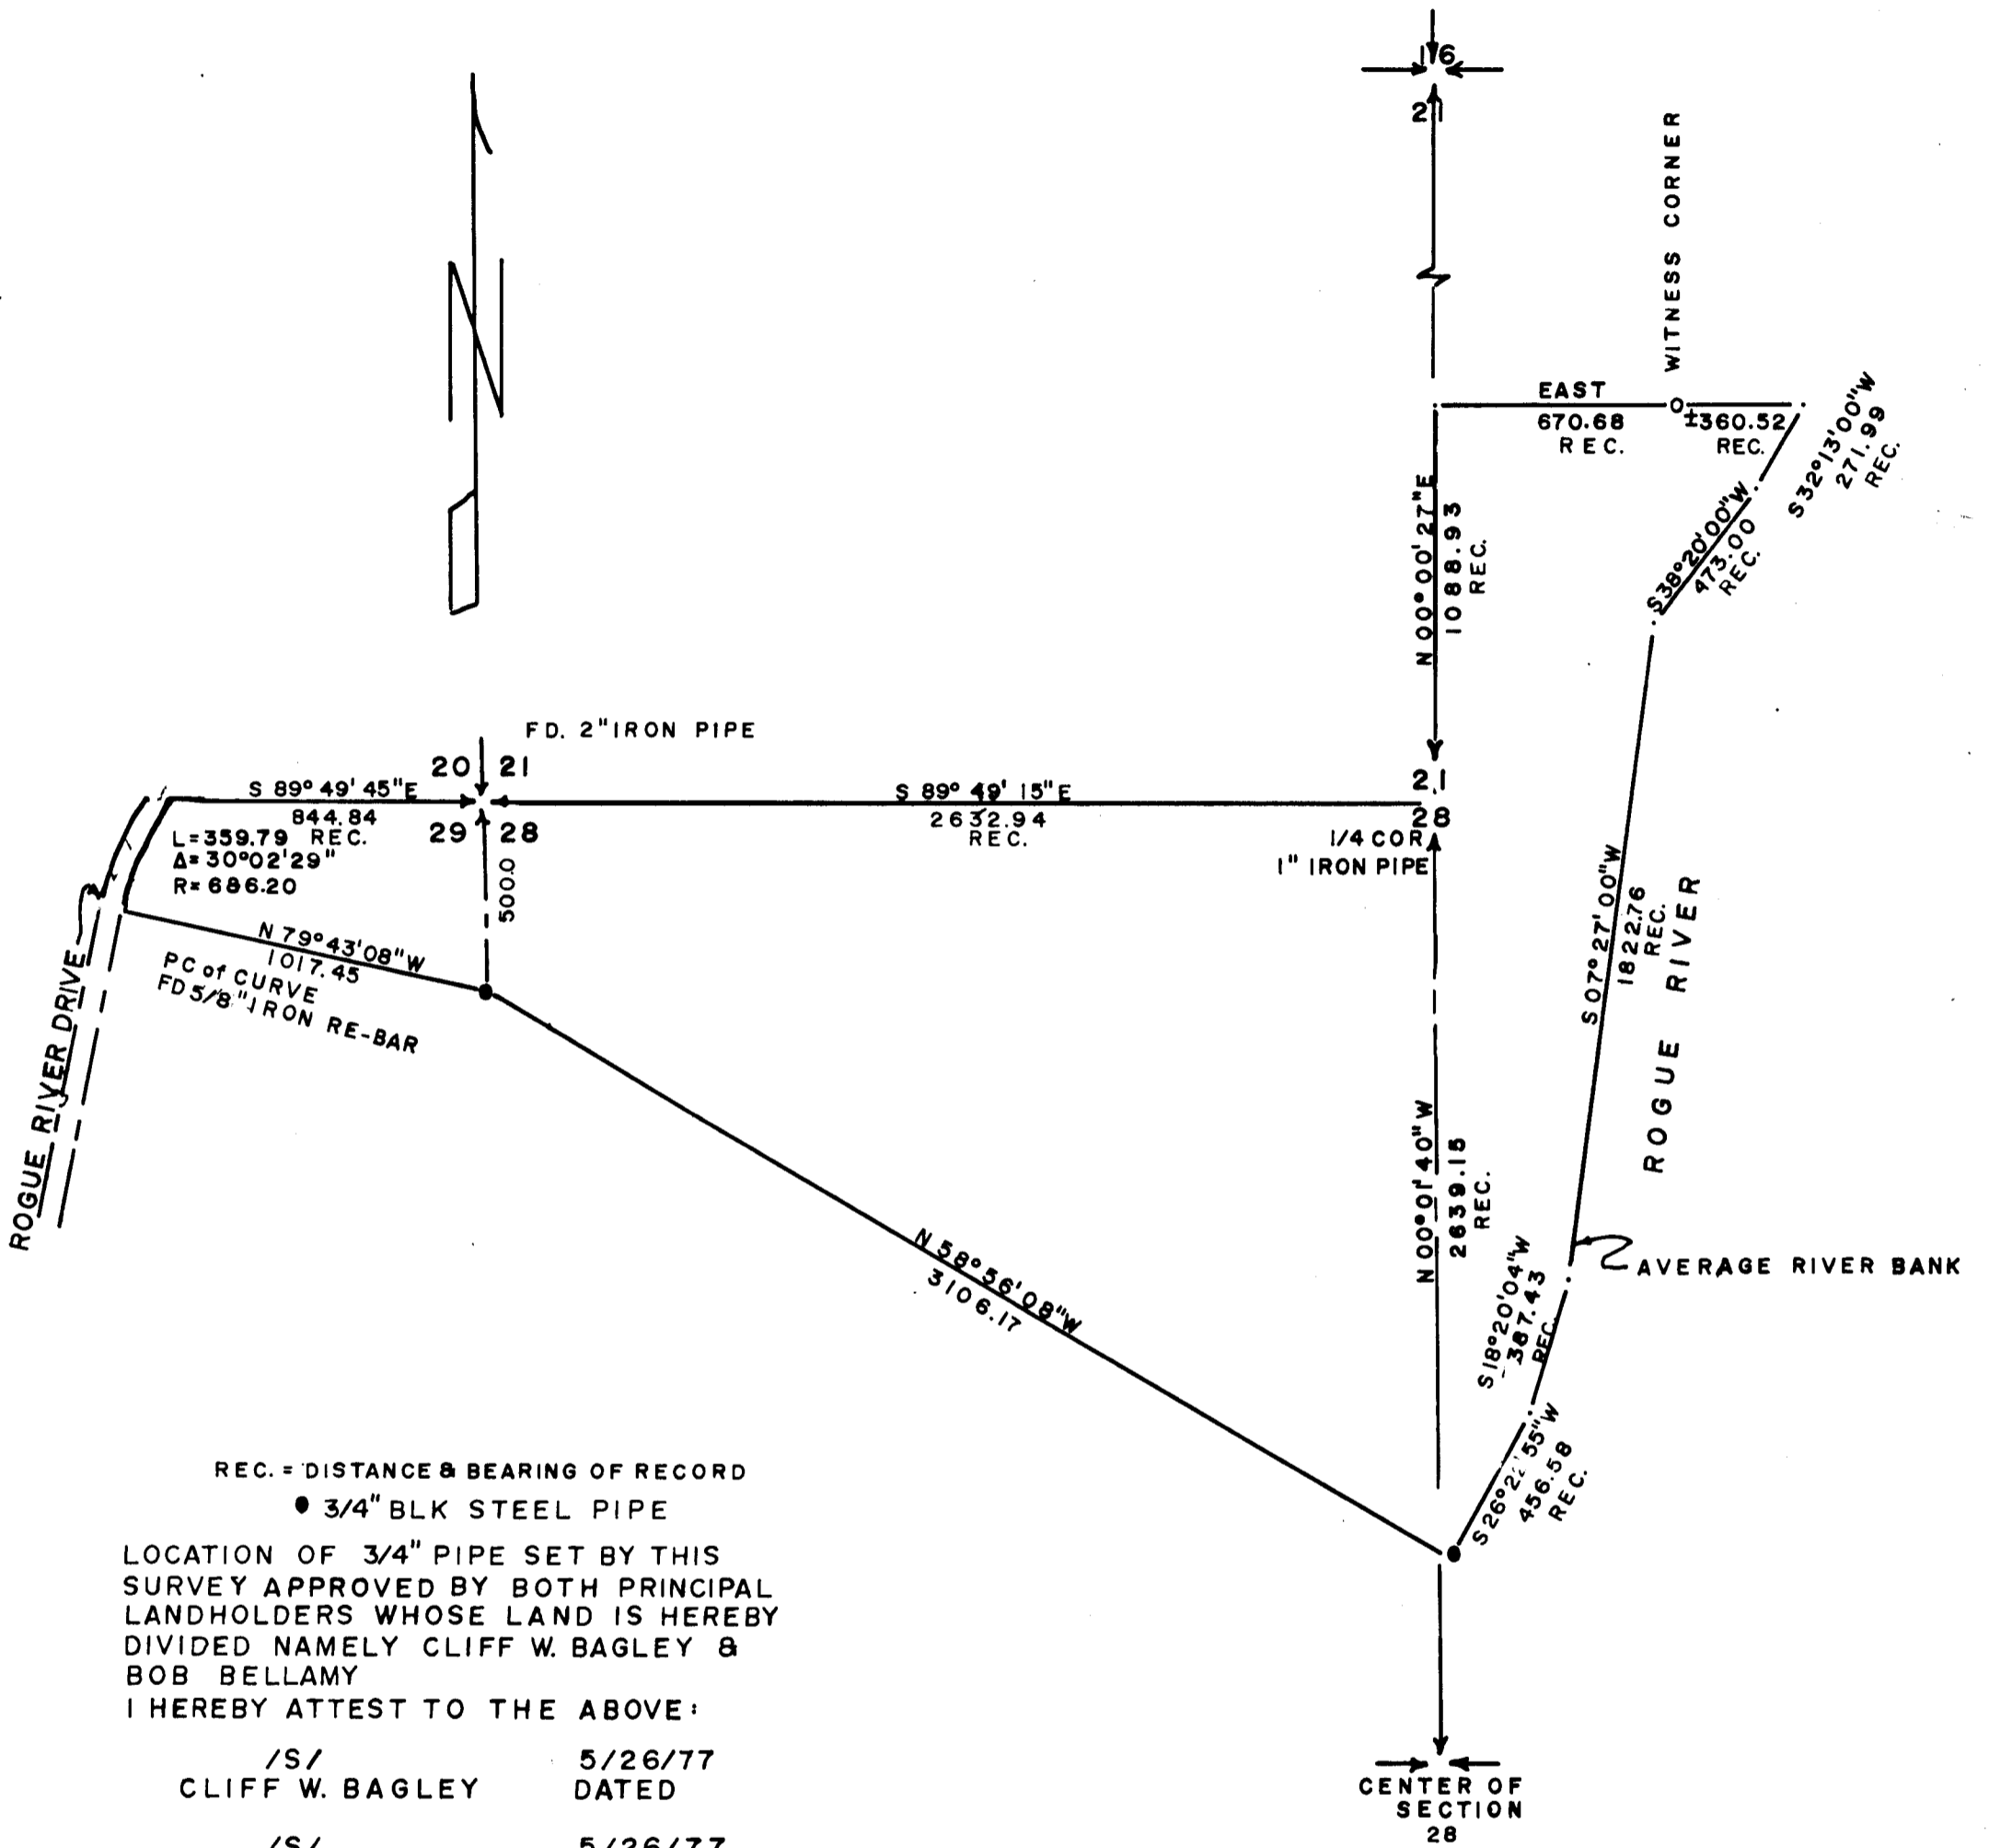 16
21
WITNESS CORNER
EAST
670.68
REC.
±360.52
REC.
S32°13'00"W
271.99
REC.
S38°20'00"W
473.00
REC.
N00°00'27"E
1088.93
REC.
FD. 2" IRON PIPE
20 21
S 89° 49' 45"E
844.84
REC.
29 28
L=359.79
Δ=30°02'29"
R=686.20
S 89° 49' 15"E
2632.94
REC.
21
28
1/4 COR
1" IRON PIPE
500.0
N 79°43'08"W
1017.45
PC of CURVE
FD 5/8" IRON RE-BAR
ROGUE RIVER DRIVE
S07°27'00"W
1822.76
REC.
ROGUE RIVER
N00°01'40"W
2639.15
REC.
AVERAGE RIVER BANK
S18°20'04"W
387.43
REC.
N58°56'08"W
3106.17
456.58
REC.
REC. = DISTANCE & BEARING OF RECORD
● 3/4" BLK STEEL PIPE
LOCATION OF 3/4" PIPE SET BY THIS
SURVEY APPROVED BY BOTH PRINCIPAL
LANDHOLDERS WHOSE LAND IS HEREBY
DIVIDED NAMELY CLIFF W. BAGLEY &
BOB BELLAMY
I HEREBY ATTEST TO THE ABOVE:
/S/ 5/26/77
CLIFF W. BAGLEY DATED
/S/ 5/26/77
CENTER OF
SECTION
28